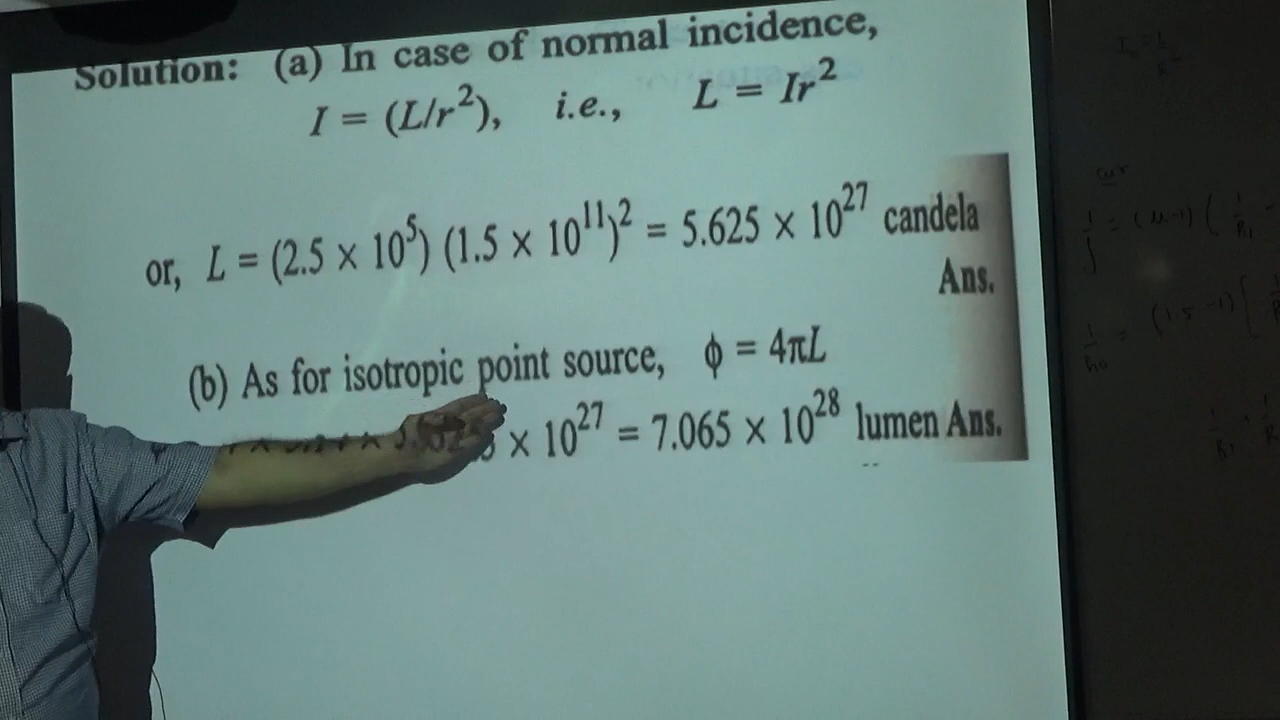 Solution: (a) In case of normal incidence,
I = (L/r²), i.e., L = Ir²
or, L = (2.5 × 10⁵) (1.5 × 10¹¹)² = 5.625 × 10²⁷ candela
Ans.
(b) As for isotropic point source, ϕ = 4πL
× 10²⁷ = 7.065 × 10²⁸ lumen Ans.